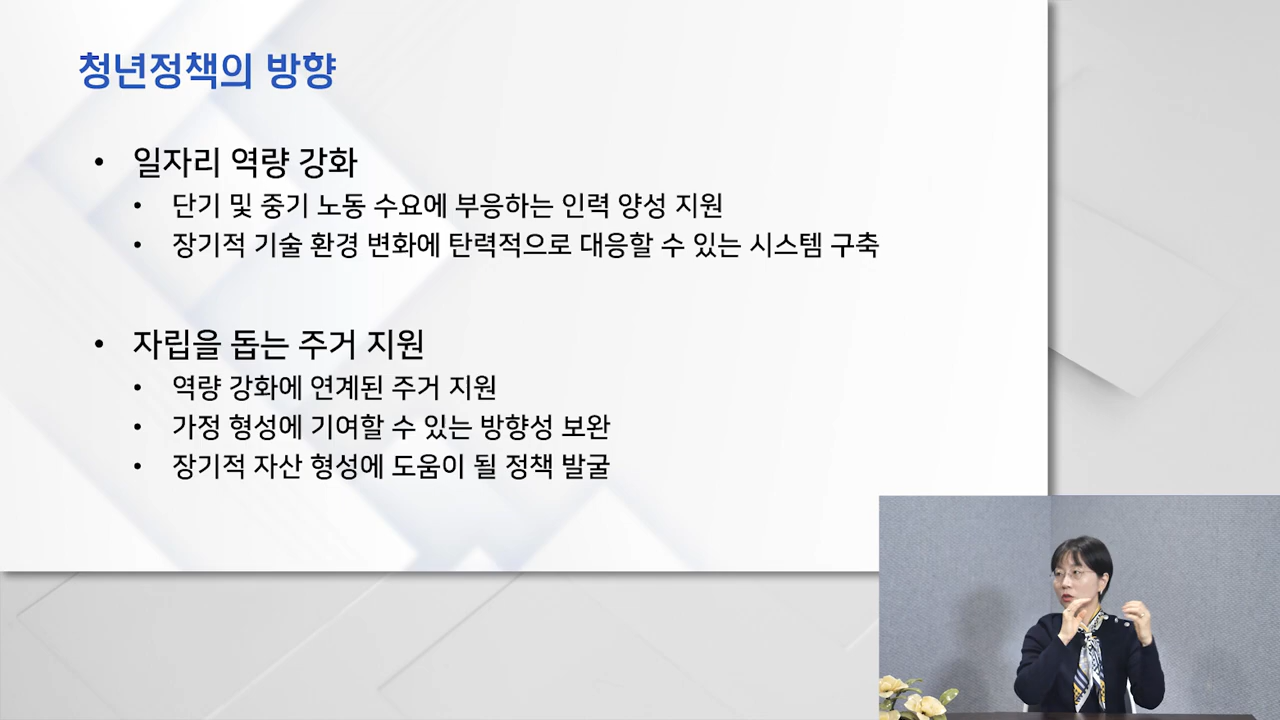 청년정책의 방향
• 일자리 역량 강화
• 단기 및 중기 노동 수요에 부응하는 인력 양성 지원
• 장기적 기술 환경 변화에 탄력적으로 대응할 수 있는 시스템 구축
• 자립을 돕는 주거 지원
• 역량 강화에 연계된 주거 지원
• 가정 형성에 기여할 수 있는 방향성 보완
• 장기적 자산 형성에 도움이 될 정책 발굴